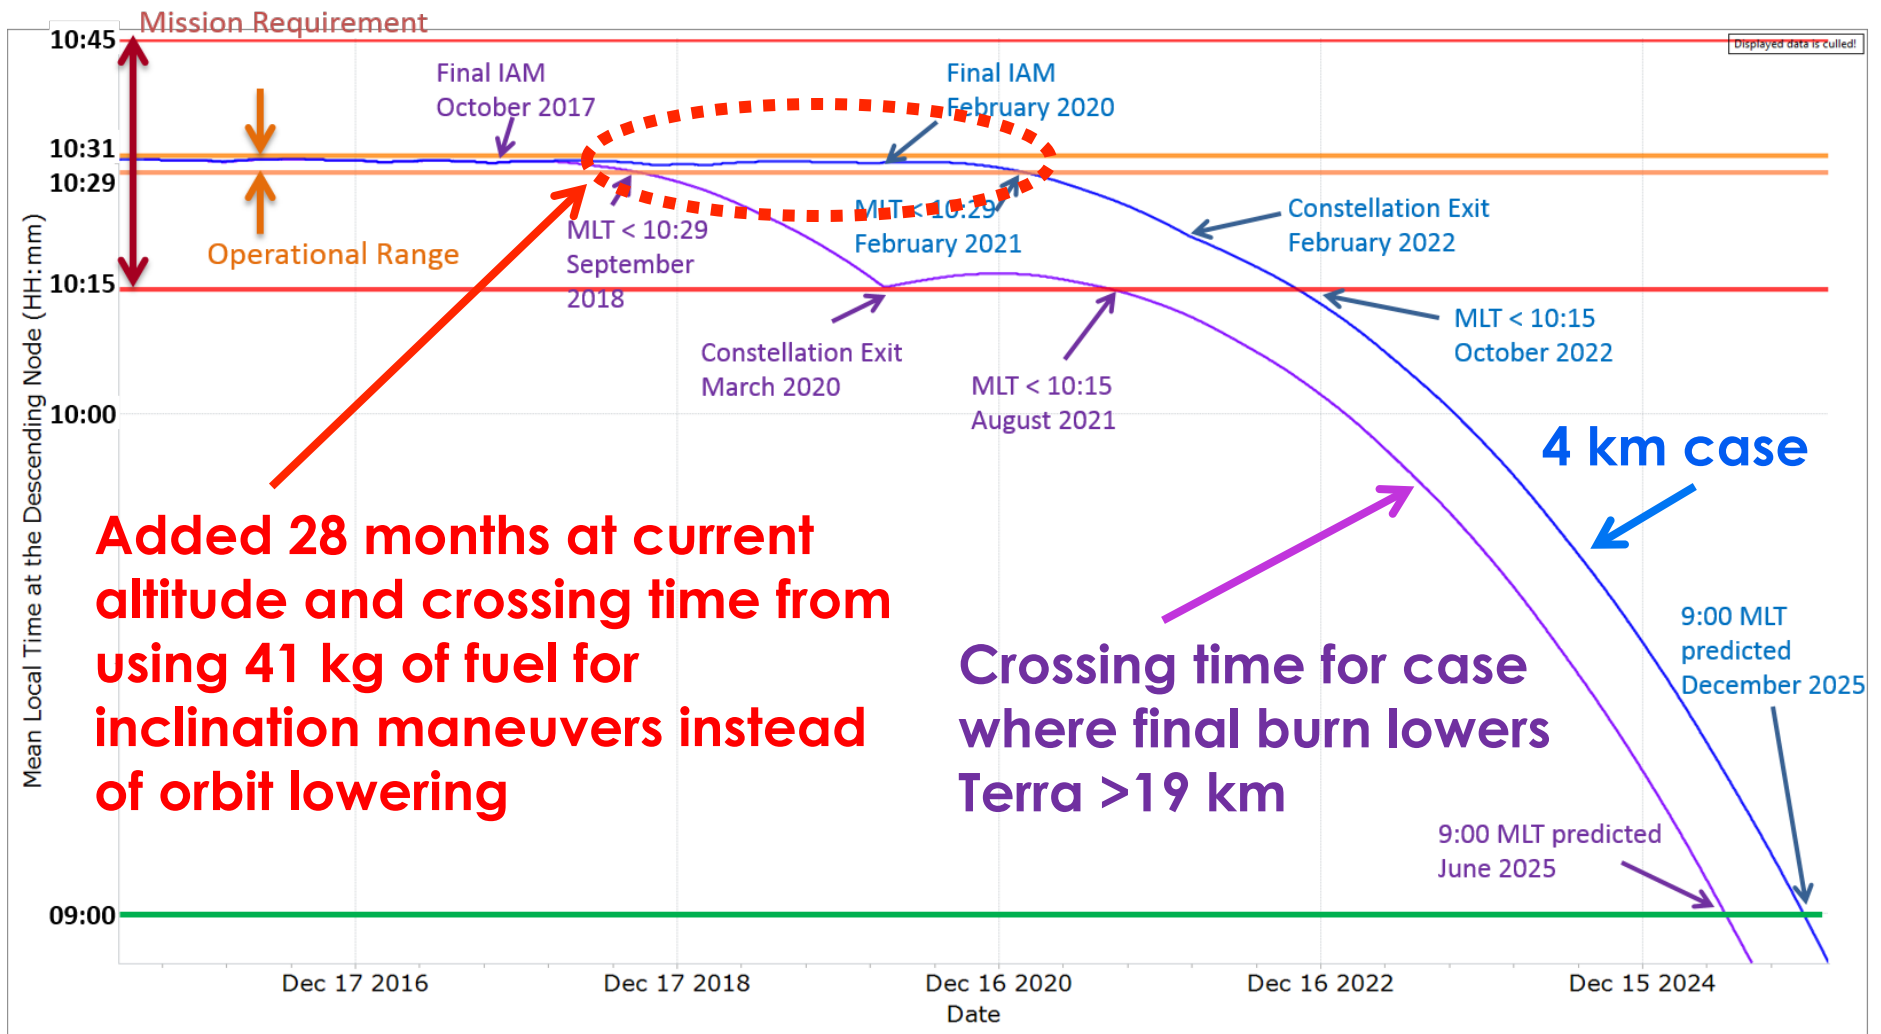 Mission Requirement
10:45
Displayed data is culled!
Final IAM
October 2017
Final IAM
February 2020
10:31
10:29
MLT < 10:29
September
2018
MLT < 10:29
February 2021
Constellation Exit
February 2022
Operational Range
10:15
MLT < 10:15
October 2022
Constellation Exit
March 2020
MLT < 10:15
August 2021
10:00
4 km case
Added 28 months at current
altitude and crossing time from
using 41 kg of fuel for
inclination maneuvers instead
of orbit lowering
Crossing time for case
where final burn lowers
Terra >19 km
9:00 MLT
predicted
December 2025
9:00 MLT predicted
June 2025
09:00
Mean Local Time at the Descending Node (HH:mm)
Dec 17 2016
Dec 17 2018
Dec 16 2020
Dec 16 2022
Dec 15 2024
Date